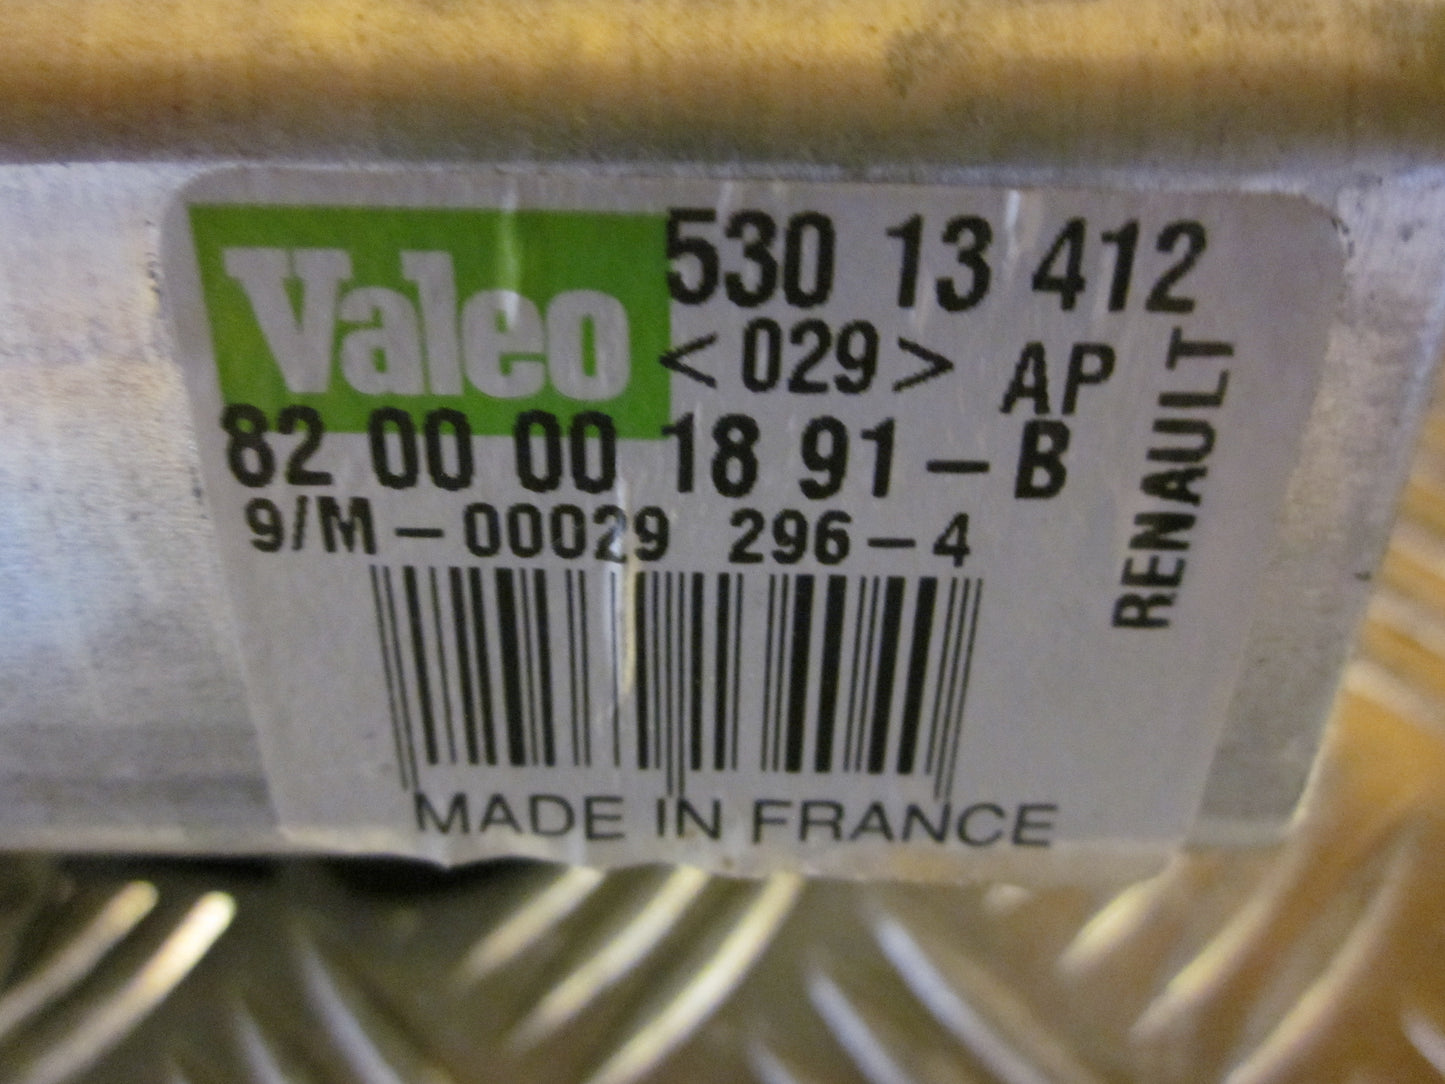 Valeo
530 13 412
<029> AP
82 00 00 18 91-B
9/M-00029 296-4
RENAULT
MADE IN FRANCE